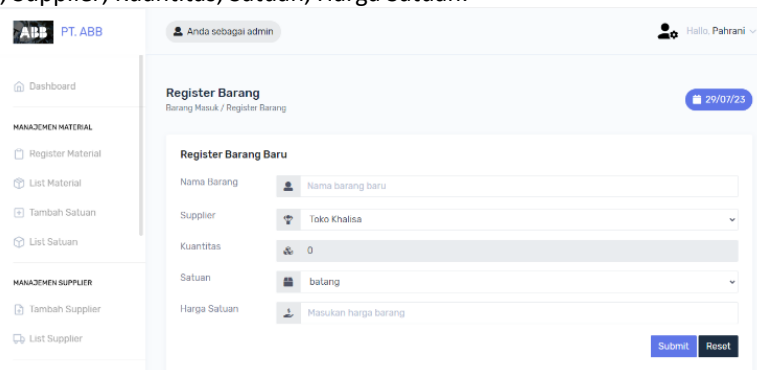 , Supplier, Kuantitas, Satuan, Harga Satuan.
ABB PT. ABB
Anda sebagai admin
Hallo, Pahrani
Dashboard
MANAJEMEN MATERIAL
Register Material
List Material
Tambah Satuan
List Satuan
MANAJEMEN SUPPLIER
Tambah Supplier
List Supplier
Register Barang
Barang Masuk / Register Barang
29/07/23
Register Barang Baru
Nama Barang Nama barang baru
Supplier Toko Khalisa
Kuantitas 0
Satuan batang
Harga Satuan Masukan harga barang
Submit Reset